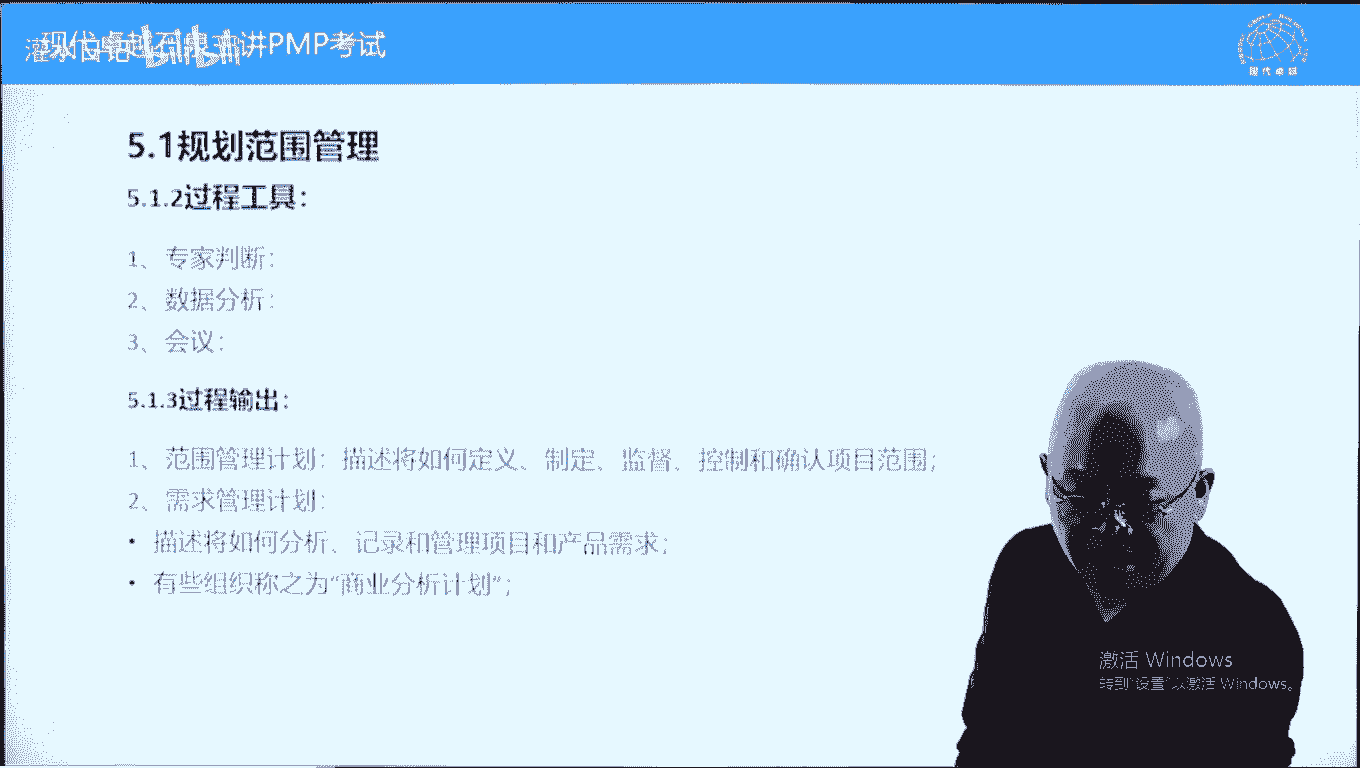 讲PMP考试
现代卓越
5.1规划范围管理
5.1.2过程工具：
1、专家判断：
2、数据分析：
3、会议：
5.1.3过程输出：
1、范围管理计划：描述将如何定义、制定、监督、控制和确认项目范围；
2、需求管理计划：
• 描述将如何分析、记录和管理项目和产品需求；
• 有些组织称之为“商业分析计划”；
激活 Windows
转到“设置”以激活 Windows。